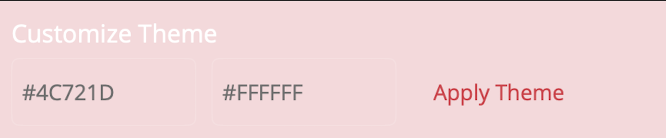 Customize Theme
#4C721D #FFFFFF Apply Theme